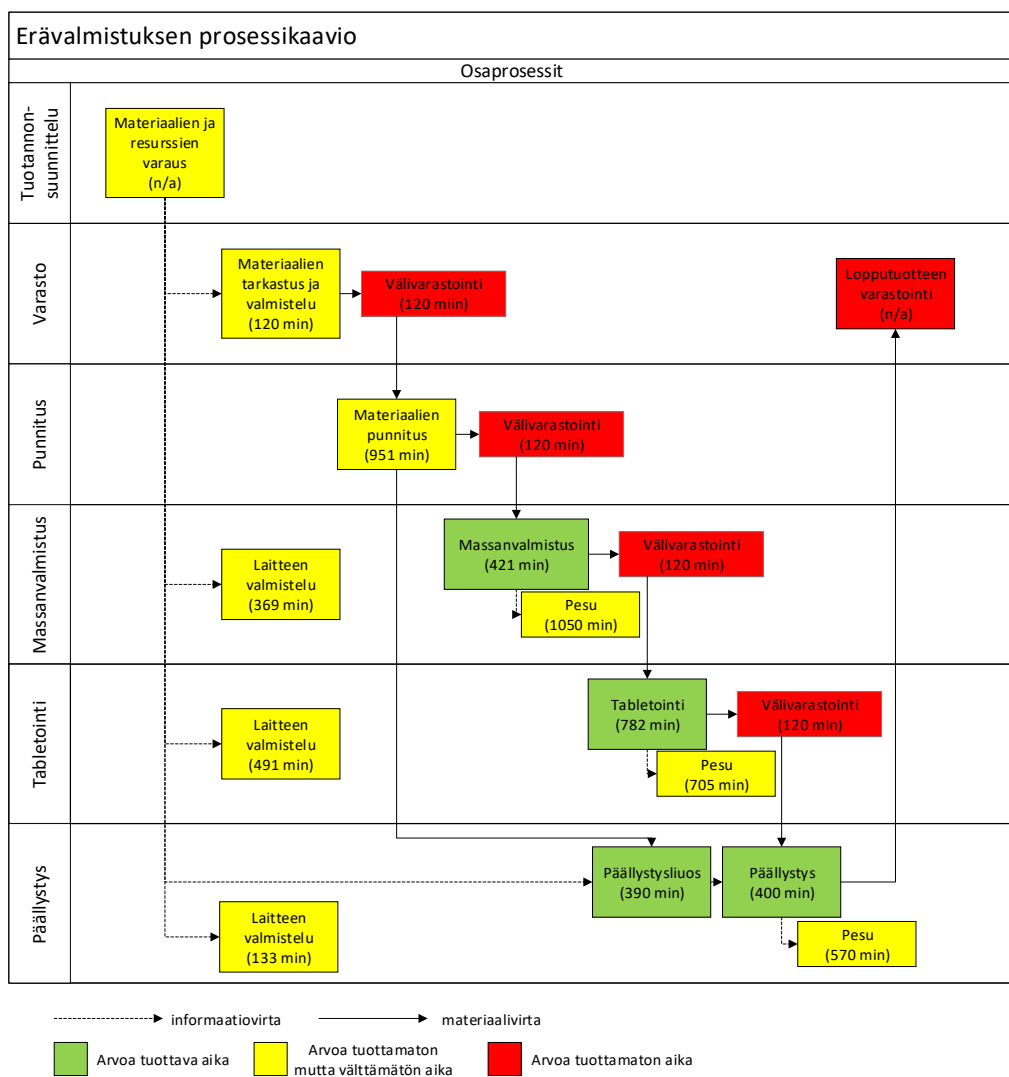 Erävalmistuksen prosessikaavio
Osaprosessit
Tuotannon-
suunnittelu
Materiaalien ja
resurssien
varaus
(n/a)
Varasto
Materiaalien
tarkastus ja
valmistelu
(120 min)
Välivarastointi
(120 miin)
Lopputuotteen
varastointi
(n/a)
Punnitus
Materiaalien
punnitus
(951 min)
Välivarastointi
(120 min)
Massanvalmistus
Laitteen
valmistelu
(369 min)
Massanvalmistus
(421 min)
Välivarastointi
(120 min)
Pesu
(1050 min)
Tabletointi
Laitteen
valmistelu
(491 min)
Tabletointi
(782 min)
Välivarastointi
(120 min)
Pesu
(705 min)
Päällystys
Päällystysliuos
(390 min)
Päällystys
(400 min)
Laitteen
valmistelu
(133 min)
Pesu
(570 min)
informaatiovirta
materiaalivirta
Arvoa tuottava aika
Arvoa tuottamaton
mutta välttämätön aika
Arvoa tuottamaton aika